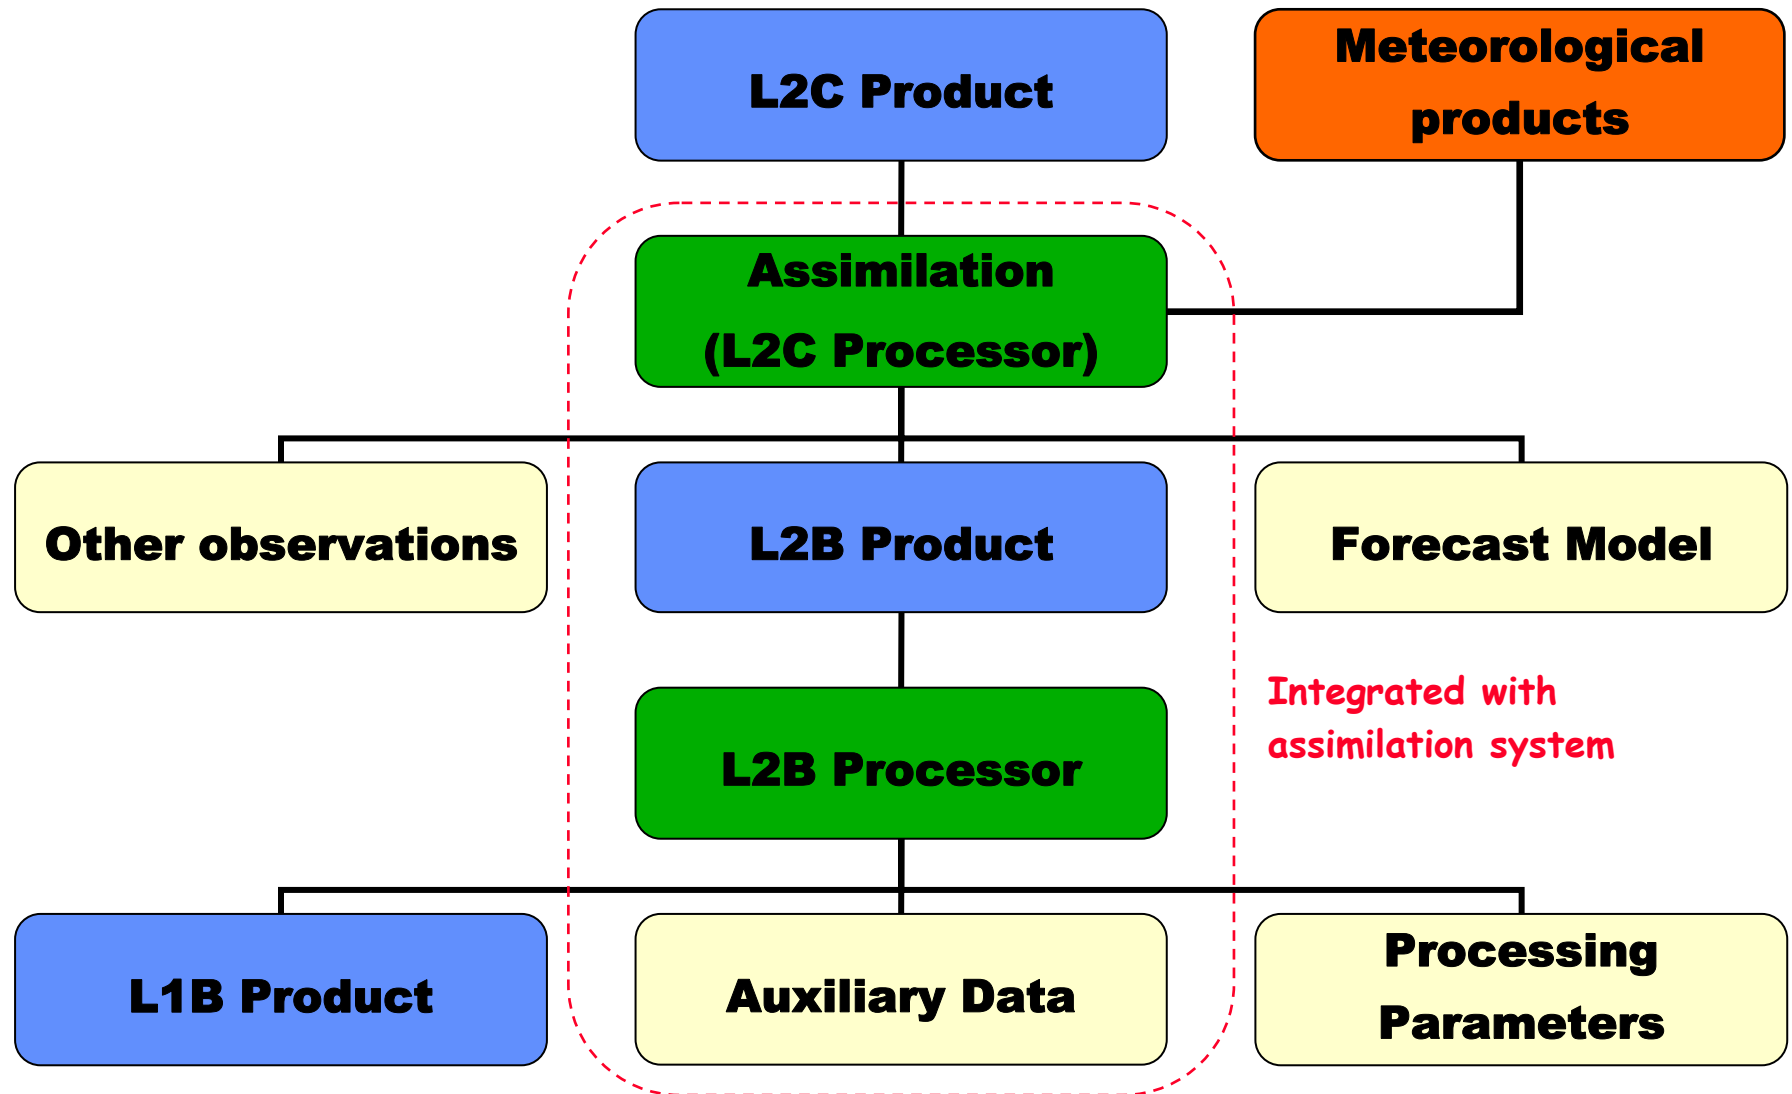 L2C Product
Meteorological
products
Assimilation
(L2C Processor)
Other observations
L2B Product
Forecast Model
Integrated with
assimilation system
L2B Processor
L1B Product
Auxiliary Data
Processing
Parameters